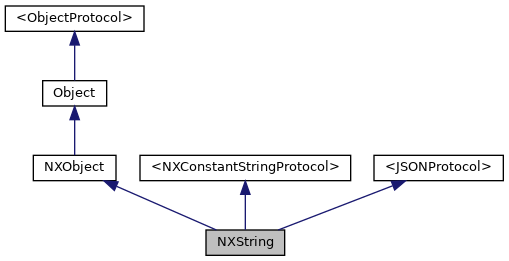 <ObjectProtocol>
Object
NXObject
<NXConstantStringProtocol>
<JSONProtocol>
NXString